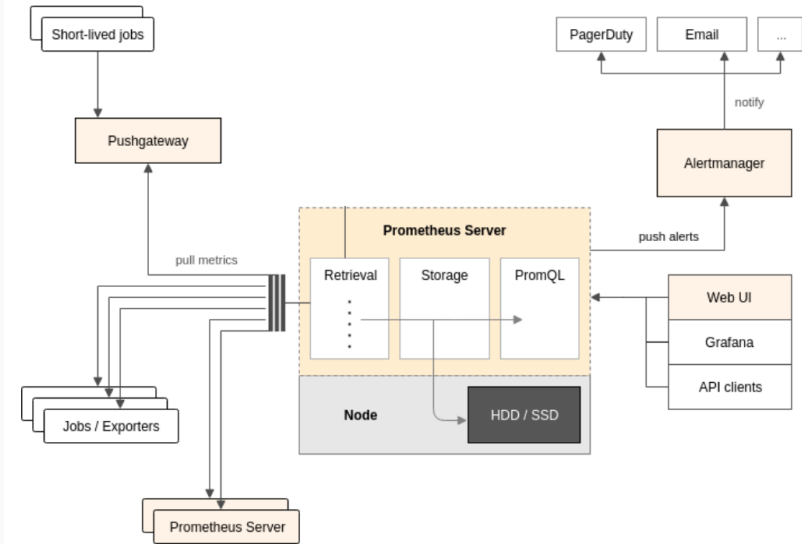 Short-lived jobs
PagerDuty
Email
...
notify
Pushgateway
Alertmanager
pull metrics
Prometheus Server
push alerts
Retrieval
Storage
PromQL
Web UI
Grafana
API clients
Node
HDD / SSD
Jobs / Exporters
Prometheus Server